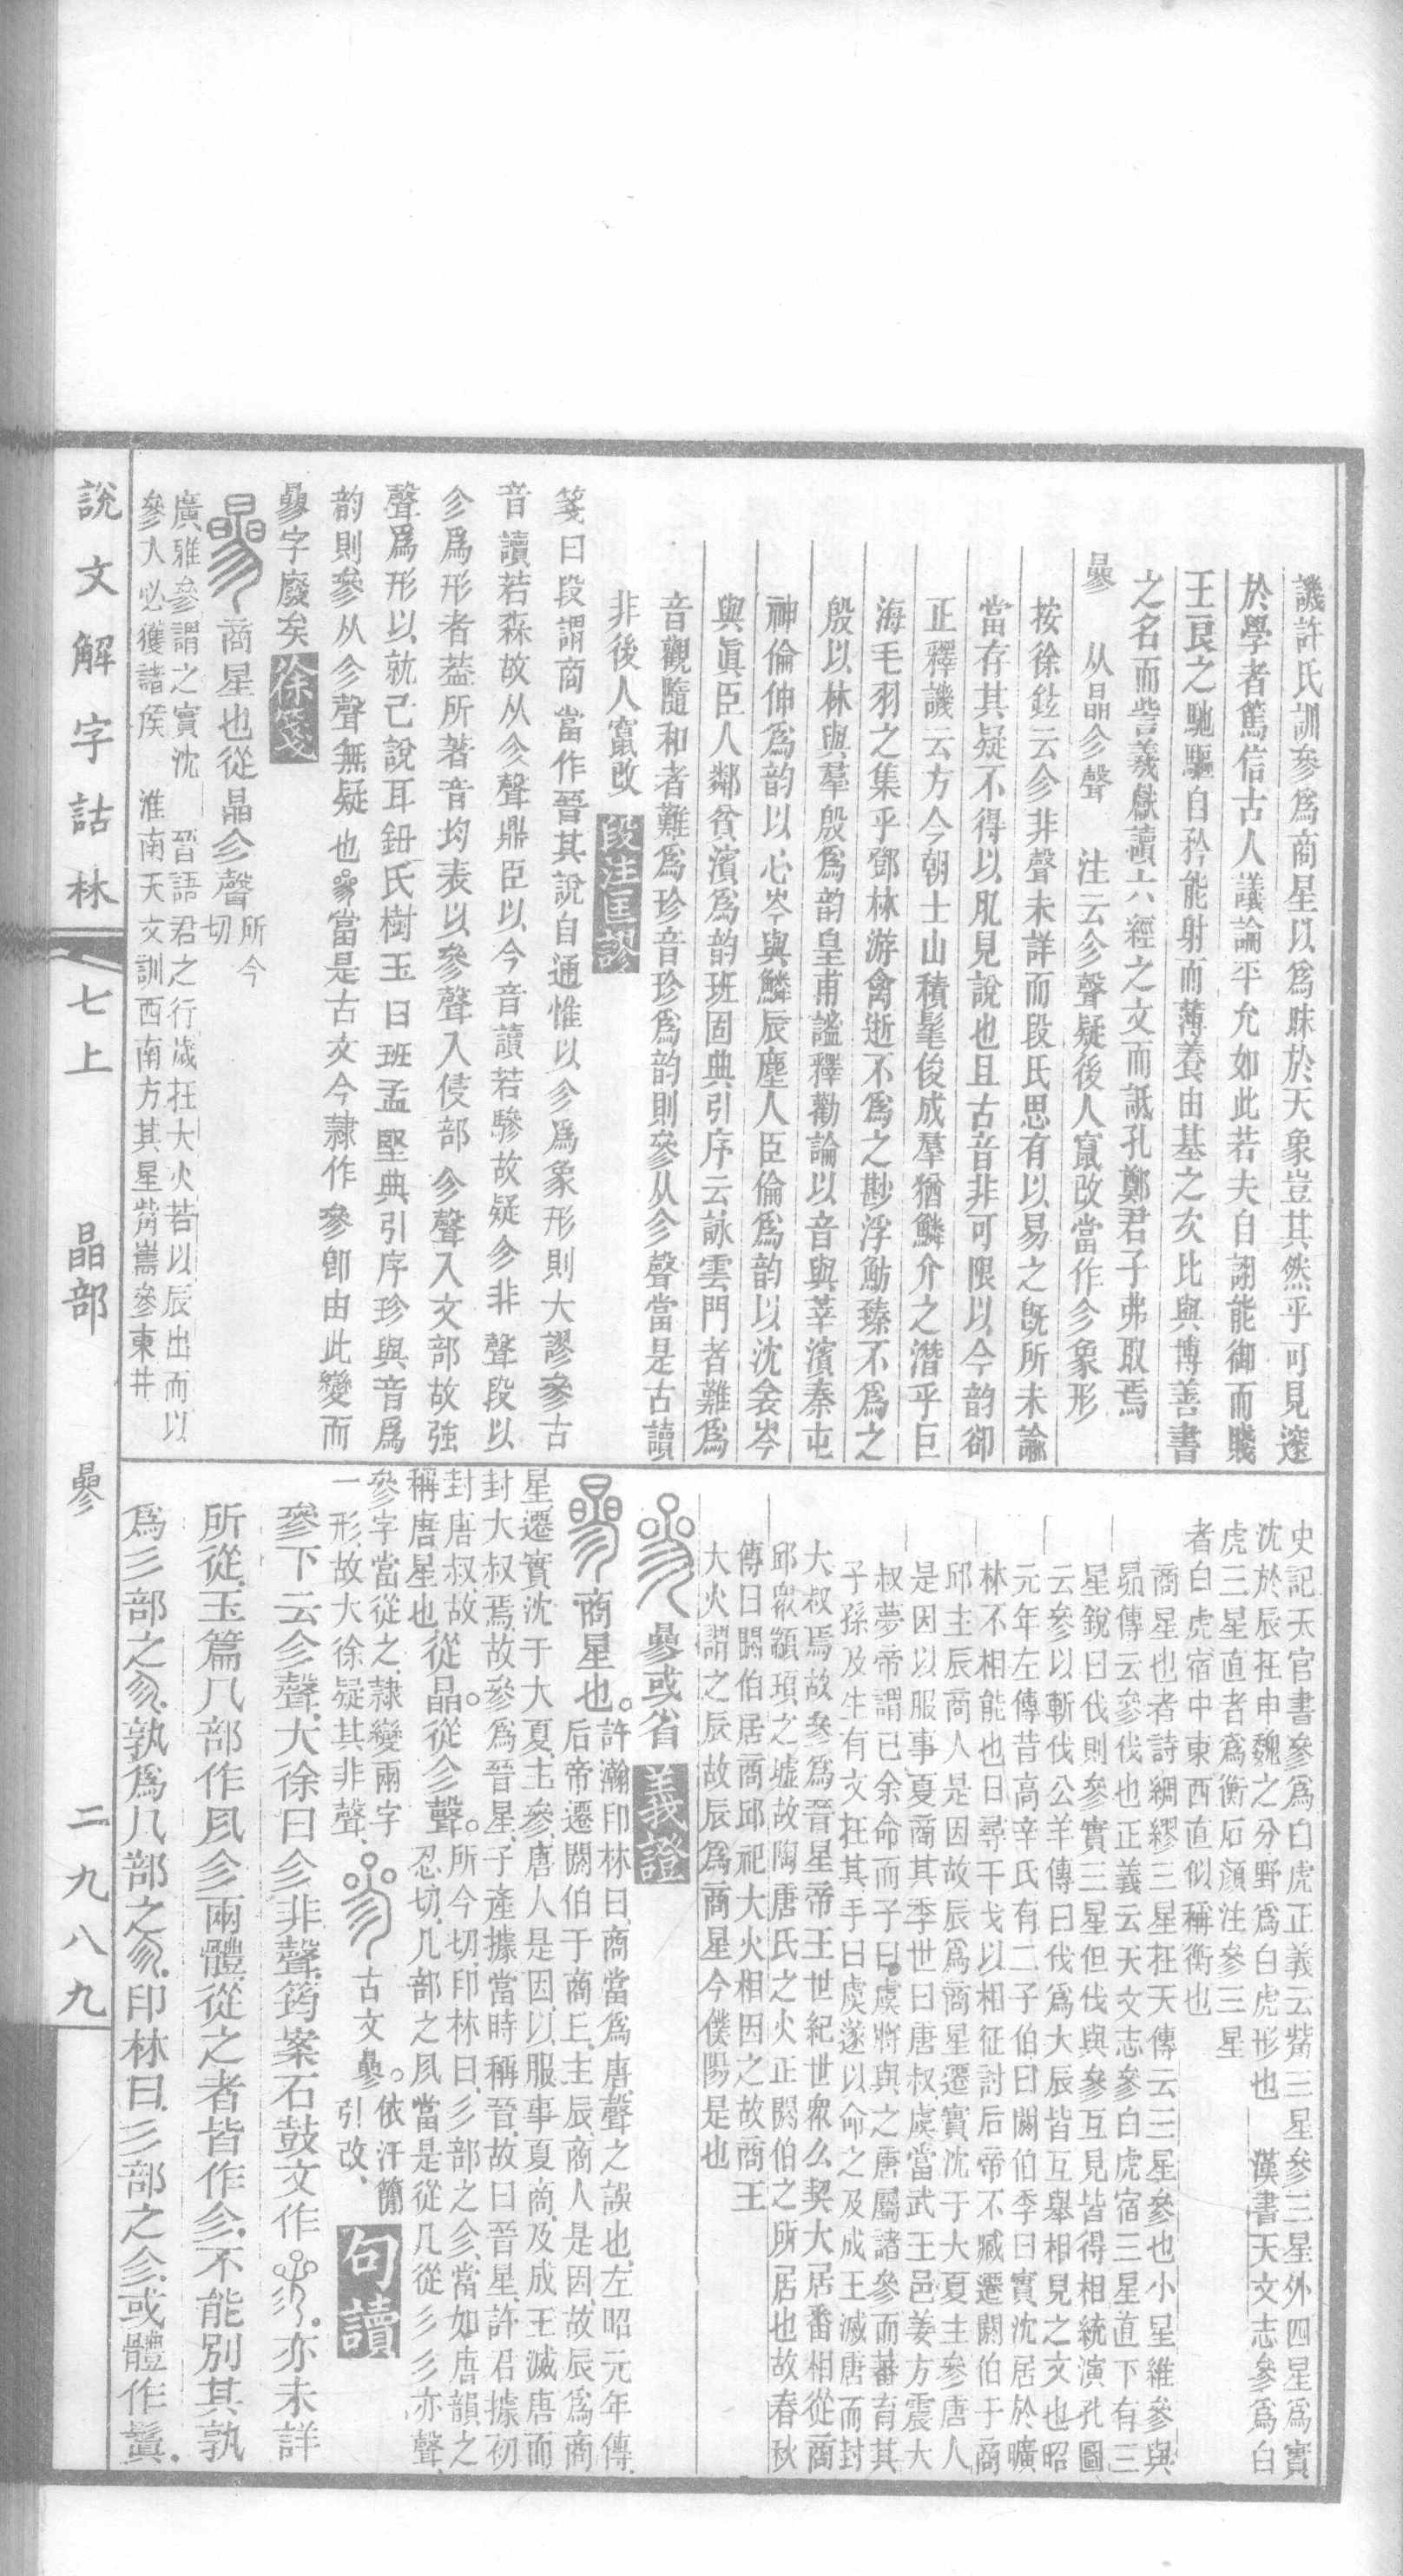 譏許氏訓參爲商星以爲昧於天象豈其然乎可見邃
於學者篤信古人議論平允如此若夫自詡能御而賤
王良之馳驅自矜能射而薄養由基之友比與博善書
之名而訾羲獻讀六經之文而詆孔鄭君子弗取焉
曑 从晶㐱聲 注云㐱聲疑後人竄改當作㐱象形
按徐鉉云㐱非聲未詳而段氏思有以易之旣所未諭
當存其疑不得以肊見說也且古音非可限以今韵卻
正釋譏云方今朝士山積髦俊成羣猶鱗介之潛乎巨
海毛羽之集乎鄧林游禽逝不爲之尠浮魴臻不爲之
殷以林與羣殷爲韵皇甫謐釋勸論以音與莘濱秦屯
神倫伸爲韵以心岑與鱗辰塵人臣倫爲韵以沈衾岑
與眞臣人鄰貧濱爲韵班固典引序云詠雲門者難爲
音觀隨和者難爲珍音珍爲韵則參从㐱聲當是古讀
非後人竄改 段注匡謬
箋曰段謂商當作晉其說自通惟以㐱爲象形則大謬參古
音讀若森故从㐱聲鼎臣以今音讀若驂故疑㐱非聲段以
㐱爲形者蓋所著音均表以參聲入侵部㐱聲入文部故強
聲爲形以就己說耳鈕氏樹玉曰班孟堅典引序珍與音爲
韵則參从㐱聲無疑也當是古文今隷作參卽由此變而
曑字廢矣 徐箋
商星也從晶㐱聲 所今切
廣雅參謂之實沈 晉語君之行歲在大火若以辰出而以
參入必獲諸侯 淮南天文訓西南方其星觜嶲參東井
史記天官書參爲白虎正義云觜三星參三星外四星爲實
沈於辰在申魏之分野爲白虎形也 漢書天文志參爲白
虎三星直者爲衡石顏注參三星
者白虎宿中東西直似稱衡也
商星也者詩綢繆三星在天傳云三星參也小星維參與
昴傳云參伐也正義云天文志參白虎宿三星直下有三
星銳曰伐則參實三星但伐與參互見皆得相統演孔圖
云參以斬伐公羊傳曰伐爲大辰皆互舉相見之文也昭
元年左傳昔高辛氏有二子伯曰閼伯季曰實沈居於曠
林不相能也日尋干戈以相征討后帝不臧遷閼伯于商
邱主辰商人是因故辰爲商星遷實沈于大夏主參唐人
是因以服事夏商其季世曰唐叔虞當武王邑姜方震大
叔夢帝謂己余命而子曰虞將與之唐屬諸參而蕃育其
子孫及生有文在其手曰虞遂以命之及成王滅唐而封
大叔焉故參爲晉星帝王世紀世衆么契大居番相從商
邱衆顓頊之墟故陶唐氏之火正閼伯之所居也故春秋
傳曰閼伯居商邱祀大火相因之故商王
大火謂之辰故辰爲商星今僕陽是也
曑或省 義證
商星也。許瀚印林曰、商當爲唐、聲之誤也、左昭元年傳、
后帝遷閼伯于商丘、主辰、商人是因、故辰爲商
星、遷實沈于大夏、主參、唐人是因、以服事夏商、及成王滅唐而
封大叔焉、故參爲晉星、子產據當時稱晉、故曰晉星、許君據初
封唐叔、故稱唐星也、從晶。從㐱聲。所今切、印林曰、彡部之㐱、當如唐韻之
忍切、几部之㐱、當是從几從彡、彡亦聲、
參字當從之、隷變兩字
一形、故大徐疑其非聲、 古文曑。依汗簡引改、 句讀
參下云㐱聲、大徐曰㐱非聲、筠案石鼓文作、亦未詳
所從、玉篇几部作㐱㐱兩體、從之者皆作㐱、不能別其孰
爲彡部之㐱、孰爲几部之㐱、印林曰、彡部之㐱、或體作鬒、
說文解字詁林 七上 晶部 曑 二九八九